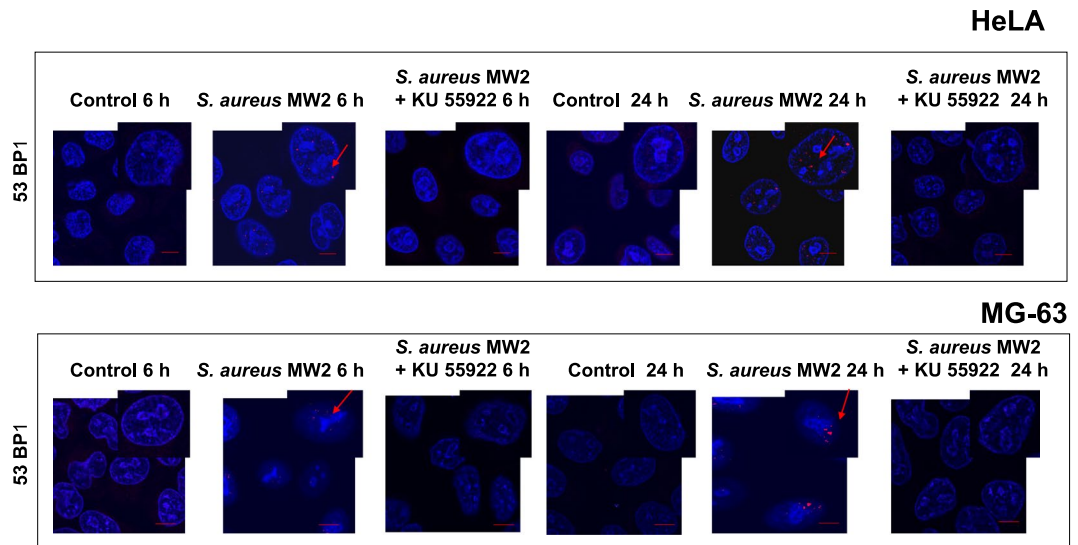 HeLA
S. aureus MW2 S. aureus MW2
Control 6 h S. aureus MW2 6 h + KU 55922 6 h Control 24 h S. aureus MW2 24 h + KU 55922 24 h
53 BP1
MG-63
S. aureus MW2 S. aureus MW2
Control 6 h S. aureus MW2 6 h + KU 55922 6 h Control 24 h S. aureus MW2 24 h + KU 55922 24 h
53 BP1